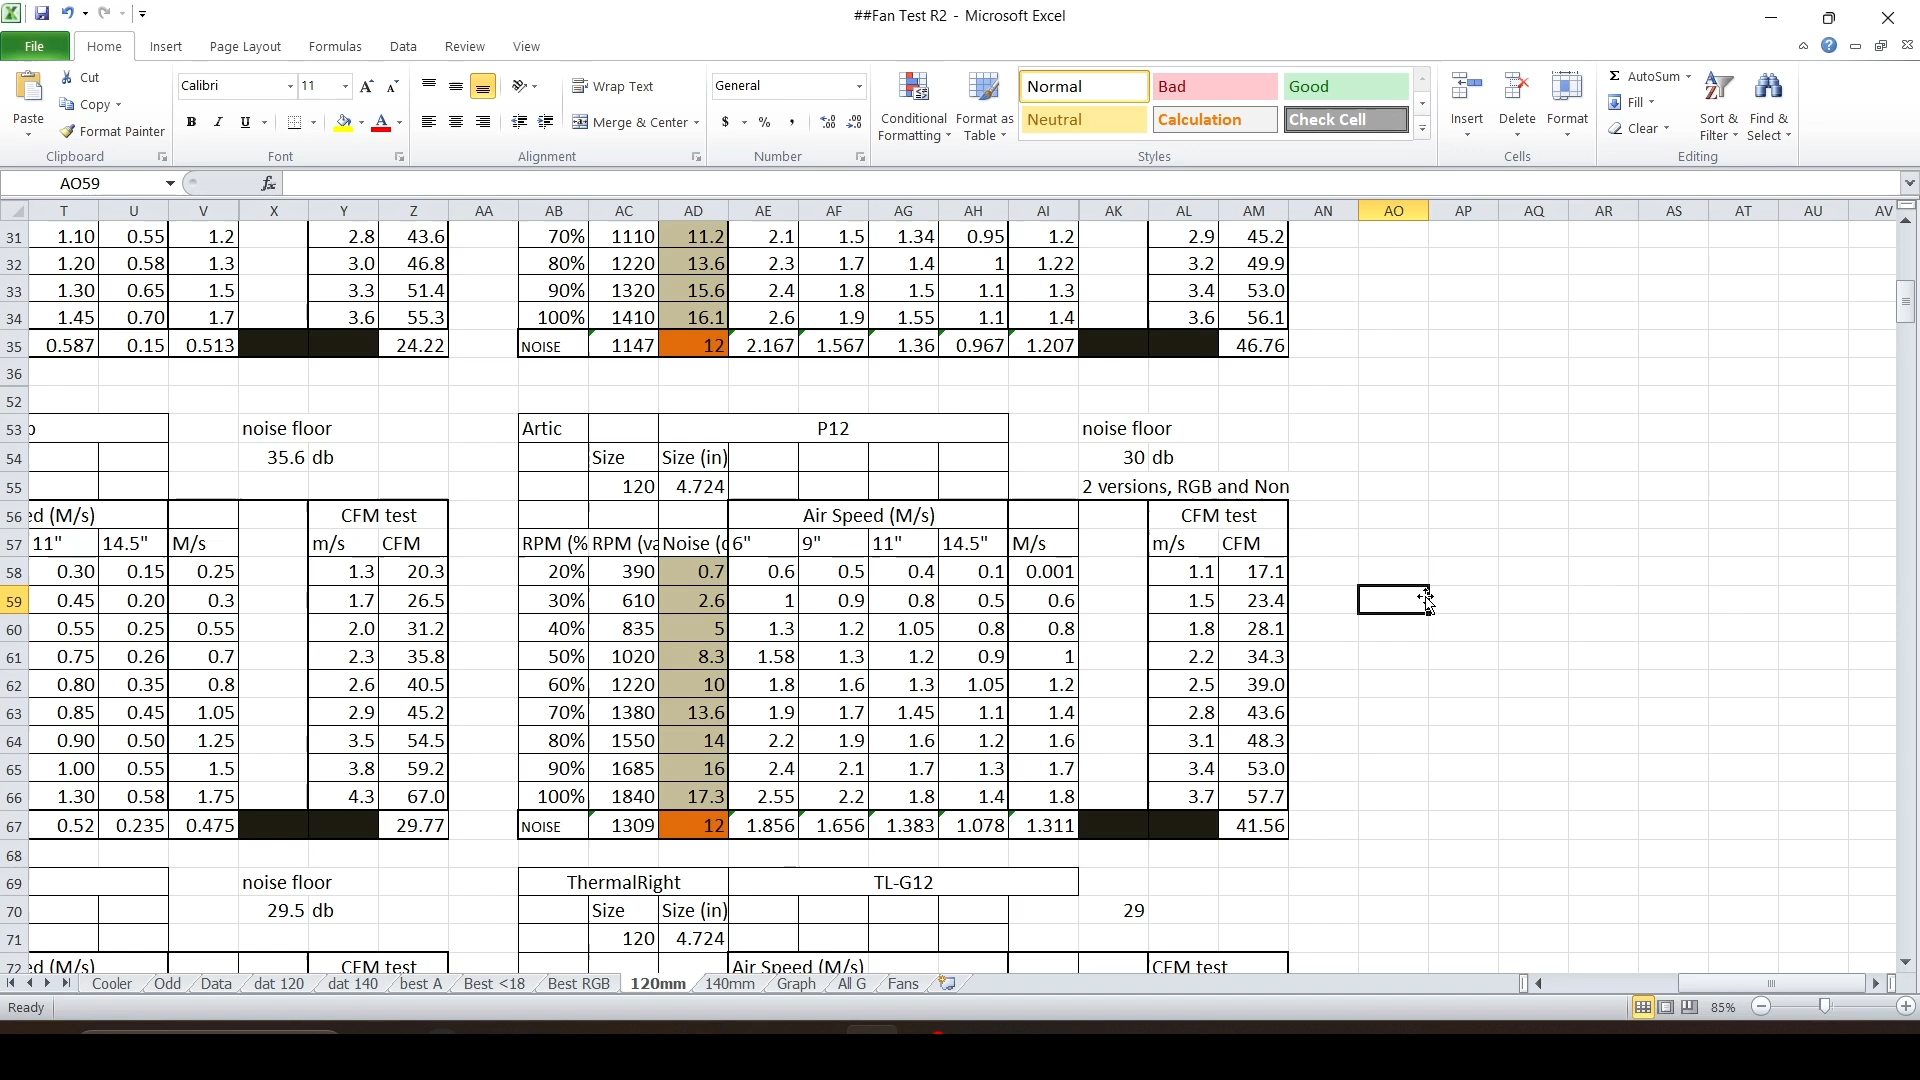 ##Fan Test R2 - Microsoft Excel
File Home Insert Page Layout Formulas Data Review View
Paste Cut Copy Format Painter Clipboard
Calibri 11 B I U Font
Wrap Text Merge & Center Alignment
General $ % , Number
Conditional Formatting Format as Table Normal Bad Good Neutral Calculation Check Cell Styles
Insert Delete Format Cells
AutoSum Fill Clear Sort & Filter Find & Select Editing
AO59 fx
T U V X Y Z AA AB AC AD AE AF AG AH AI AK AL AM AN AO AP AQ AR AS AT AU AV
31 1.10 0.55 1.2 2.8 43.6 70% 1110 11.2 2.1 1.5 1.34 0.95 1.2 2.9 45.2
32 1.20 0.58 1.3 3.0 46.8 80% 1220 13.6 2.3 1.7 1.4 1 1.22 3.2 49.9
33 1.30 0.65 1.5 3.3 51.4 90% 1320 15.6 2.4 1.8 1.5 1.1 1.3 3.4 53.0
34 1.45 0.70 1.7 3.6 55.3 100% 1410 16.1 2.6 1.9 1.55 1.1 1.4 3.6 56.1
35 0.587 0.15 0.513 24.22 NOISE 1147 12 2.167 1.567 1.36 0.967 1.207 46.76
36
52
53 noise floor Artic P12 noise floor
54 35.6 db Size Size (in) 30 db
55 120 4.724 2 versions, RGB and Non
56 ed (M/s) CFM test Air Speed (M/s) CFM test
57 11" 14.5" M/s m/s CFM RPM (% RPM (va Noise (d 6" 9" 11" 14.5" M/s m/s CFM
58 0.30 0.15 0.25 1.3 20.3 20% 390 0.7 0.6 0.5 0.4 0.1 0.001 1.1 17.1
59 0.45 0.20 0.3 1.7 26.5 30% 610 2.6 1 0.9 0.8 0.5 0.6 1.5 23.4
60 0.55 0.25 0.55 2.0 31.2 40% 835 5 1.3 1.2 1.05 0.8 0.8 1.8 28.1
61 0.75 0.26 0.7 2.3 35.8 50% 1020 8.3 1.58 1.3 1.2 0.9 1 2.2 34.3
62 0.80 0.35 0.8 2.6 40.5 60% 1220 10 1.8 1.6 1.3 1.05 1.2 2.5 39.0
63 0.85 0.45 1.05 2.9 45.2 70% 1380 13.6 1.9 1.7 1.45 1.1 1.4 2.8 43.6
64 0.90 0.50 1.25 3.5 54.5 80% 1550 14 2.2 1.9 1.6 1.2 1.6 3.1 48.3
65 1.00 0.55 1.5 3.8 59.2 90% 1685 16 2.4 2.1 1.7 1.3 1.7 3.4 53.0
66 1.30 0.58 1.75 4.3 67.0 100% 1840 17.3 2.55 2.2 1.8 1.4 1.8 3.7 57.7
67 0.52 0.235 0.475 29.77 NOISE 1309 12 1.856 1.656 1.383 1.078 1.311 41.56
68
69 noise floor ThermalRight TL-G12
70 29.5 db Size Size (in) 29
71 120 4.724
72 ed (M/s) CFM test Air Speed (M/s) CFM test
Cooler Odd Data dat 120 dat 140 best A Best <18 Best RGB 120mm 140mm Graph All G Fans
Ready 85%